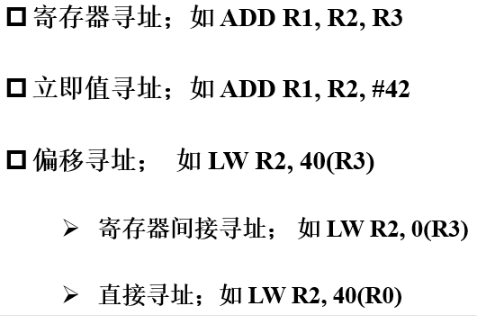 寄存器寻址；如 ADD R1, R2, R3
立即值寻址；如 ADD R1, R2, #42
偏移寻址； 如 LW R2, 40(R3)
寄存器间接寻址； 如 LW R2, 0(R3)
直接寻址；如 LW R2, 40(R0)